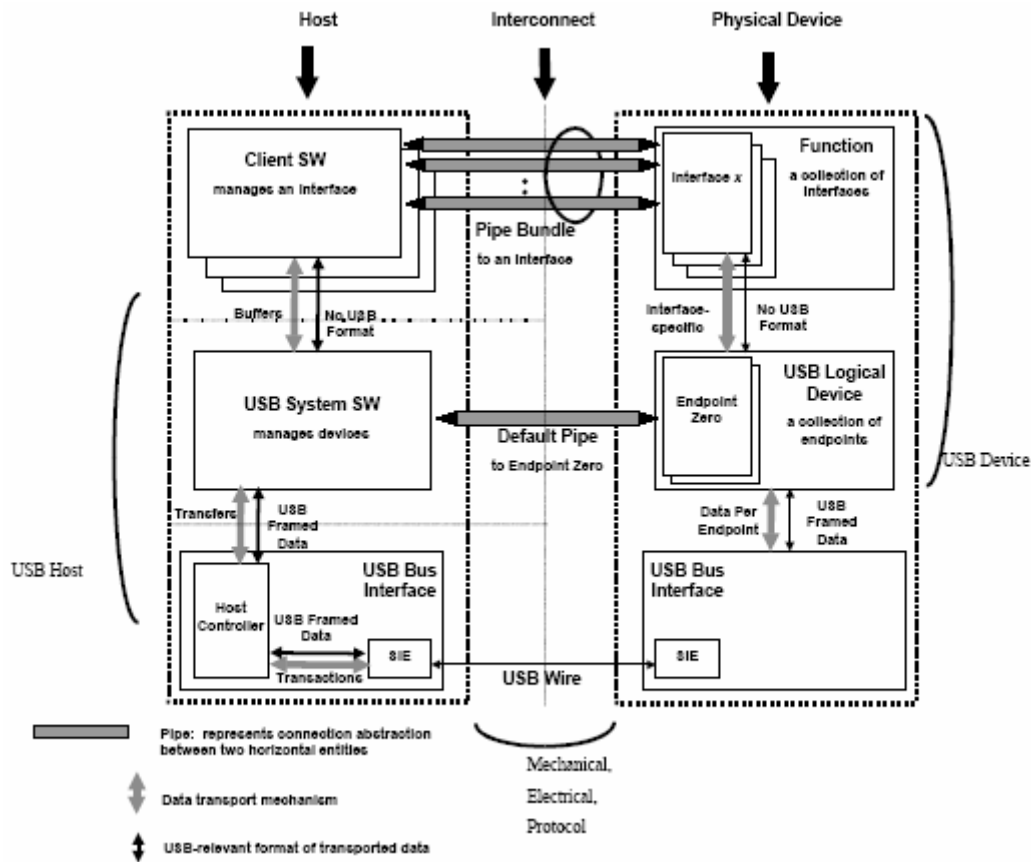 Host
Interconnect
Physical Device
Client SW
manages an Interface
Pipe Bundle
to an Interface
Interface x
Function
a collection of
Interfaces
Buffers
No USB
Format
Interface-
specific
No USB
Format
USB System SW
manages devices
Default Pipe
to Endpoint Zero
Endpoint
Zero
USB Logical
Device
a collection of
endpoints
USB Device
Transfers
USB
Framed
Data
Data Per
Endpoint
USB
Framed
Data
USB Host
USB Bus
Interface
Host
Controller
USB Framed
Data
Transactions
SIE
USB Wire
USB Bus
Interface
SIE
Pipe: represents connection abstraction
between two horizontal entities
Data transport mechanism
USB-relevant format of transported data
Mechanical,
Electrical,
Protocol